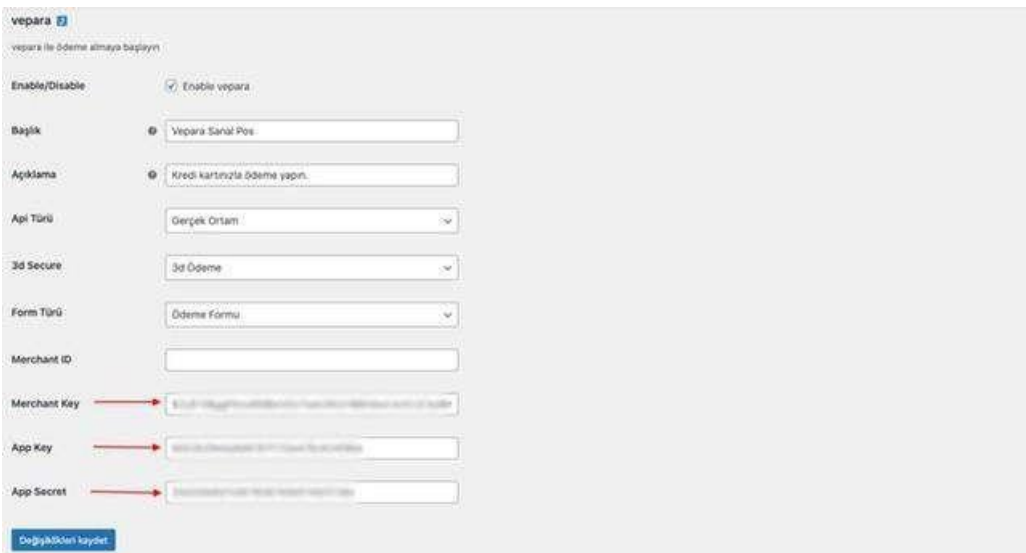 vepara
vepara ile ödeme almaya başlayın
Enable/Disable
Enable vepara
Başlık
Vepara Sanal Pos
Açıklama
Kredi kartınızla ödeme yapın.
Api Türü
Gerçek Ortam
3d Secure
3d Ödeme
Form Türü
Ödeme Formu
Merchant ID
Merchant Key
App Key
App Secret
Değişiklikleri kaydet